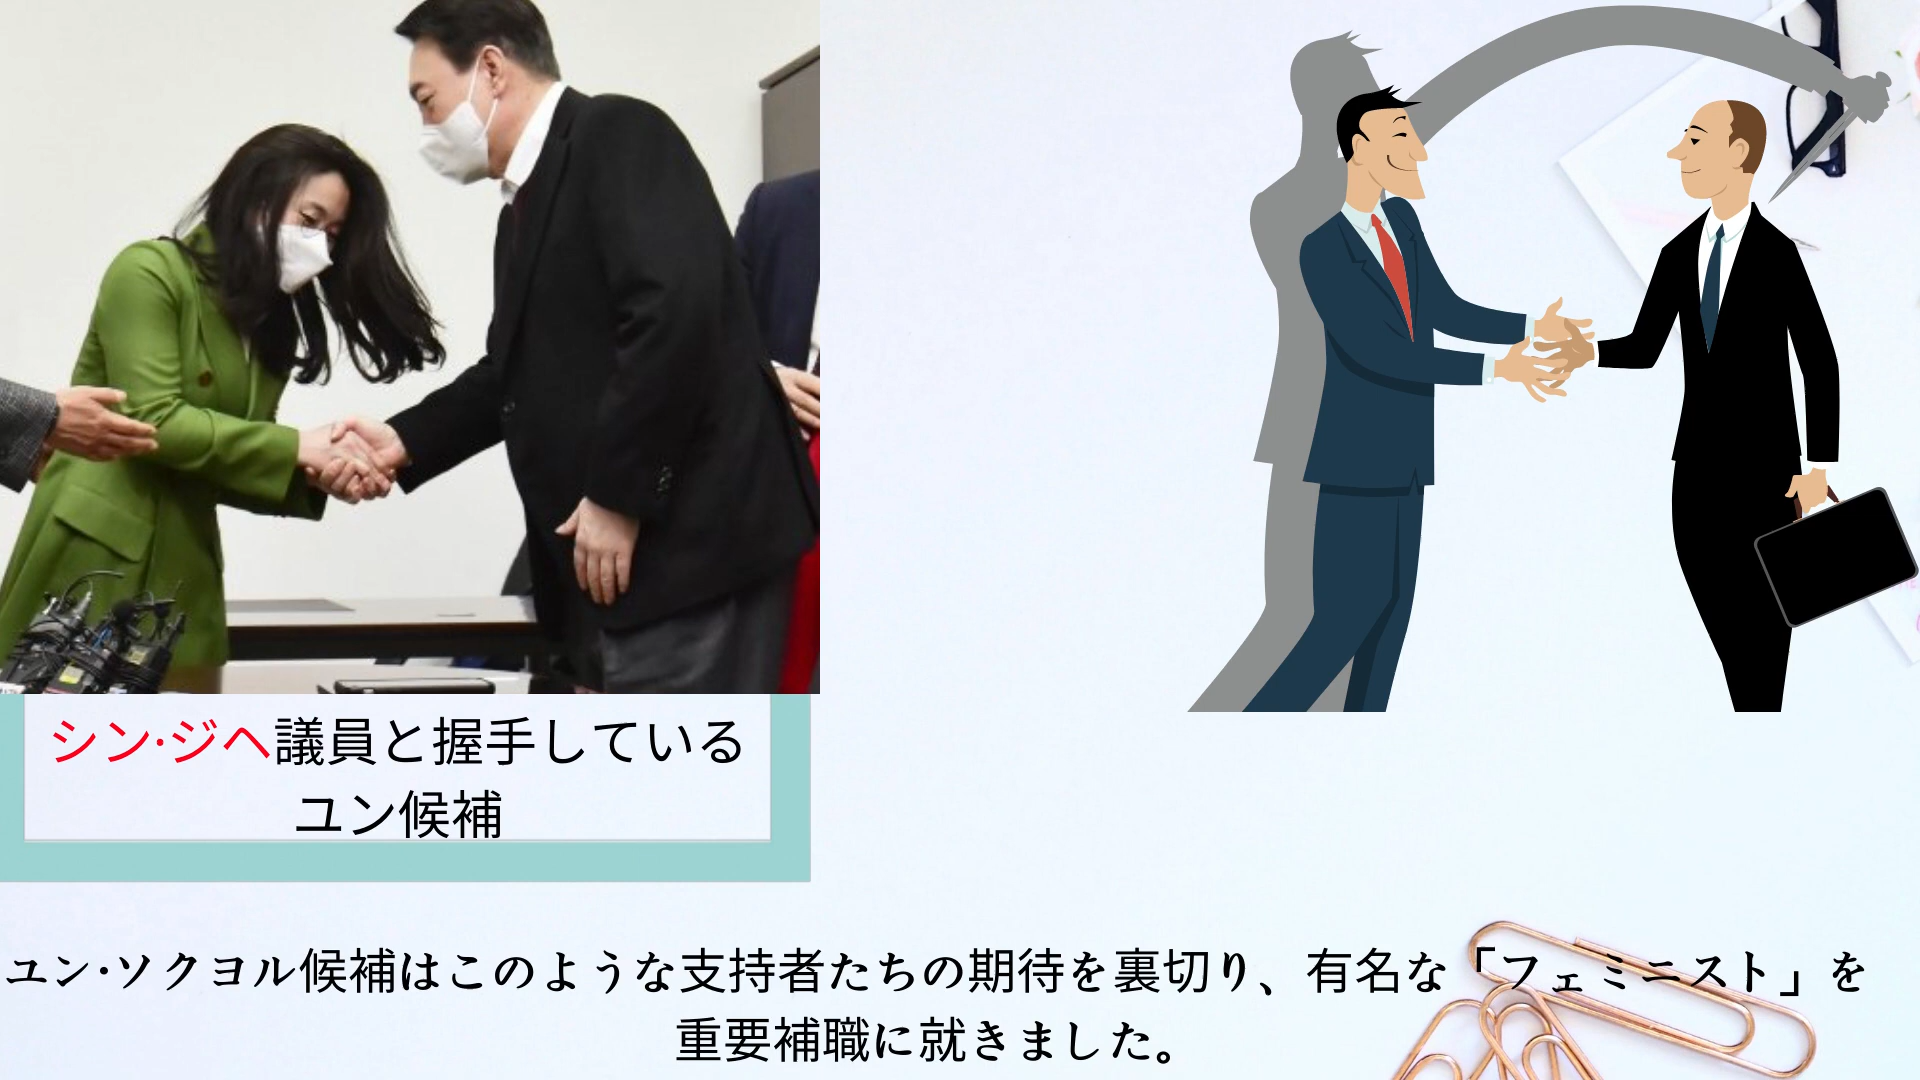 シン·ジへ議員と握手している
ユン候補
ユン·ソクヨル候補はこのような支持者たちの期待を裏切り、有名な「フェミニスト」を
重要補職に就きました。